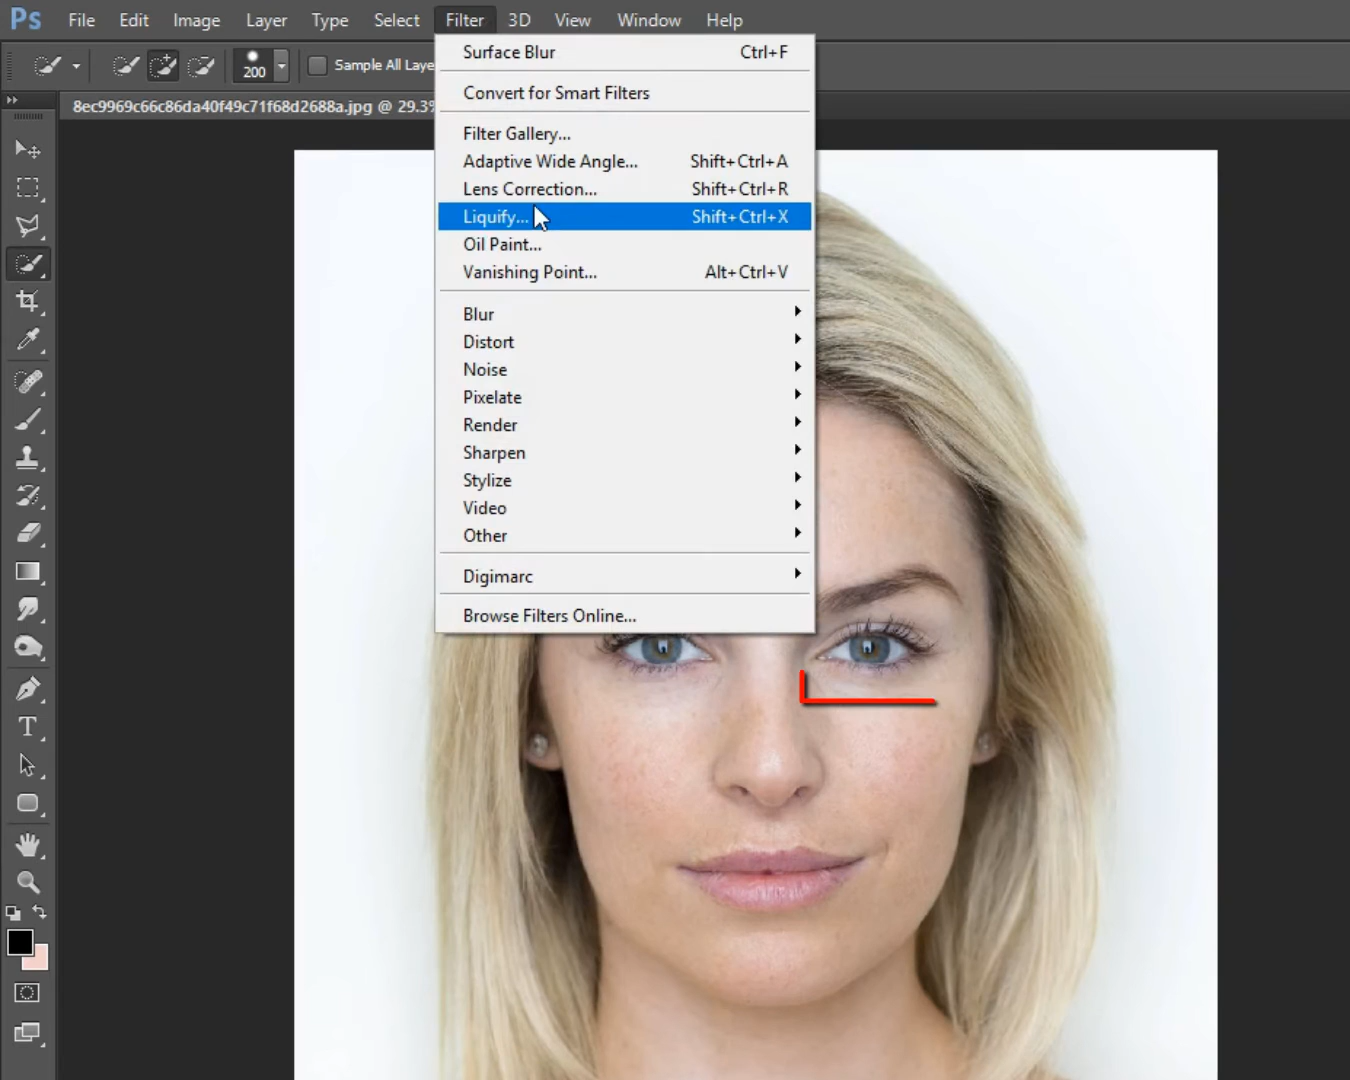 Ps File Edit Image Layer Type Select Filter 3D View Window Help
200 Sample All Laye
8ec9969c66c86da40f49c71f68d2688a.jpg @ 29.3%
Surface Blur Ctrl+F
Convert for Smart Filters
Filter Gallery...
Adaptive Wide Angle... Shift+Ctrl+A
Lens Correction... Shift+Ctrl+R
Liquify... Shift+Ctrl+X
Oil Paint...
Vanishing Point... Alt+Ctrl+V
Blur
Distort
Noise
Pixelate
Render
Sharpen
Stylize
Video
Other
Digimarc
Browse Filters Online...
T